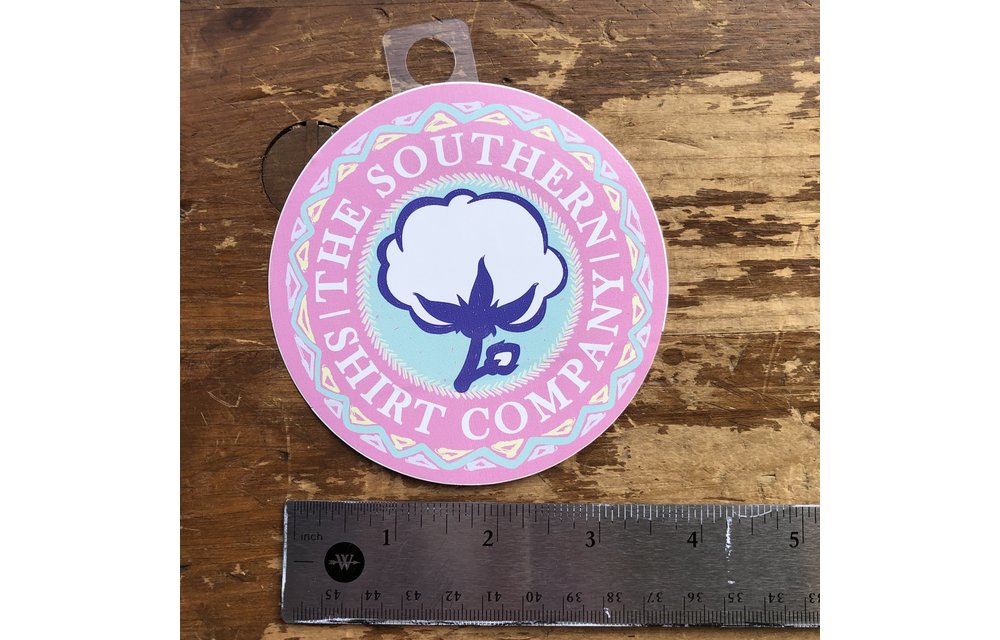 |THE SOUTHERN|
SHIRT COMPANY
inch 1 2 3 4 5
W
45 44 43 42 41 40 39 38 37 36 35 34 33